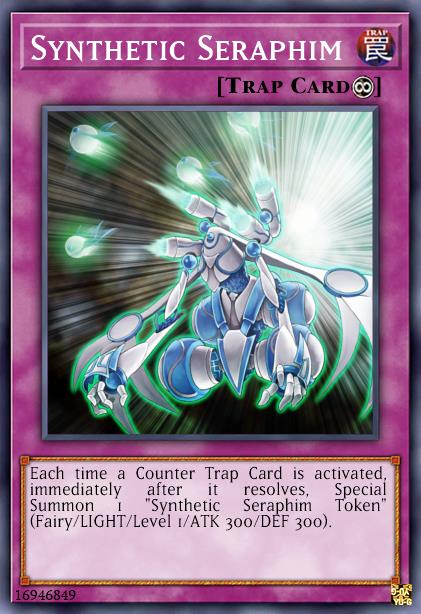 Synthetic Seraphim
TRAP
罠
[Trap Card]
Each time a Counter Trap Card is activated,
immediately after it resolves, Special
Summon 1 "Synthetic Seraphim Token"
(Fairy/LIGHT/Level 1/ATK 300/DEF 300).
16946849